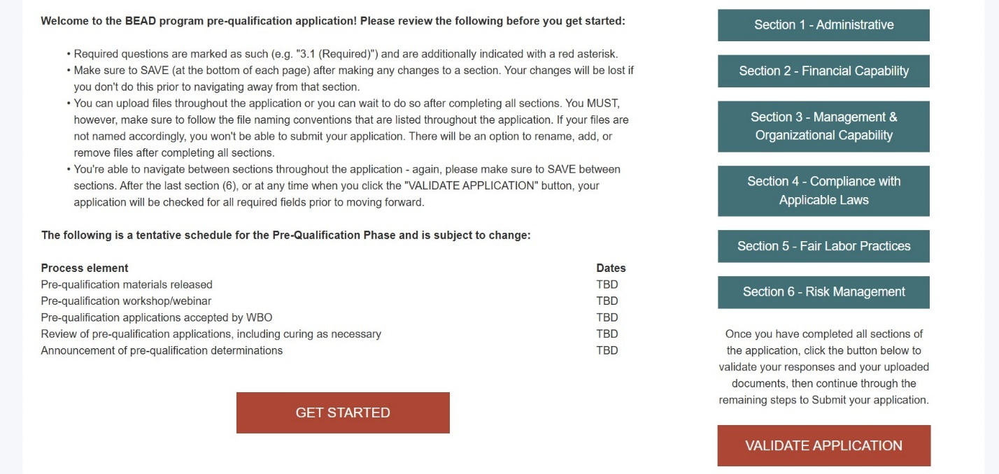 Welcome to the BEAD program pre-qualification application! Please review the following before you get started:
• Required questions are marked as such (e.g. "3.1 (Required)") and are additionally indicated with a red asterisk.
• Make sure to SAVE (at the bottom of each page) after making any changes to a section. Your changes will be lost if
you don't do this prior to navigating away from that section.
• You can upload files throughout the application or you can wait to do so after completing all sections. You MUST,
however, make sure to follow the file naming conventions that are listed throughout the application. If your files are
not named accordingly, you won't be able to submit your application. There will be an option to rename, add, or
remove files after completing all sections.
• You're able to navigate between sections throughout the application - again, please make sure to SAVE between
sections. After the last section (6), or at any time when you click the "VALIDATE APPLICATION" button, your
application will be checked for all required fields prior to moving forward.
The following is a tentative schedule for the Pre-Qualification Phase and is subject to change:
Process element Dates
Pre-qualification materials released TBD
Pre-qualification workshop/webinar TBD
Pre-qualification applications accepted by WBO TBD
Review of pre-qualification applications, including curing as necessary TBD
Announcement of pre-qualification determinations TBD
GET STARTED
Section 1 - Administrative
Section 2 - Financial Capability
Section 3 - Management &
Organizational Capability
Section 4 - Compliance with
Applicable Laws
Section 5 - Fair Labor Practices
Section 6 - Risk Management
Once you have completed all sections of
the application, click the button below to
validate your responses and your uploaded
documents, then continue through the
remaining steps to Submit your application.
VALIDATE APPLICATION